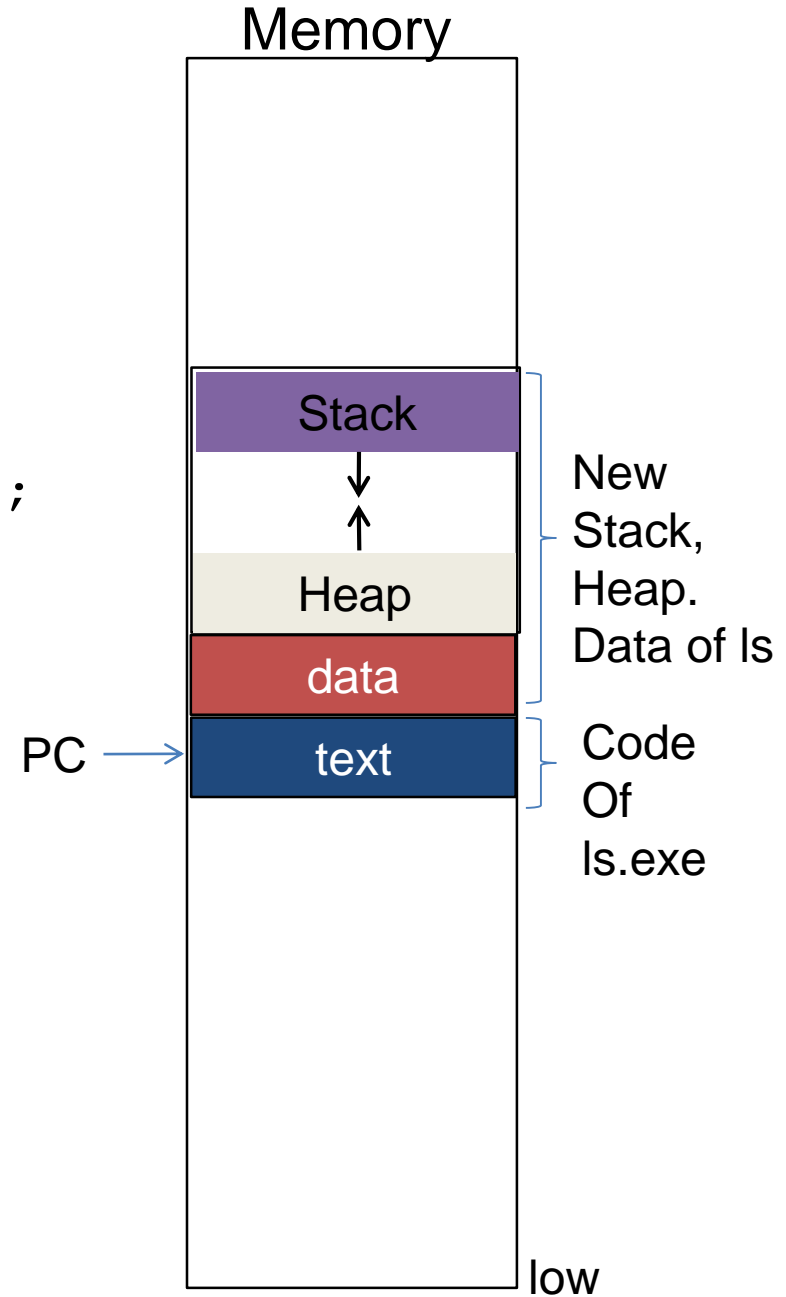 Memory
Stack
;
New
Stack,
Heap.
Data of ls
Heap
data
PC
text
Code
Of
ls.exe
low